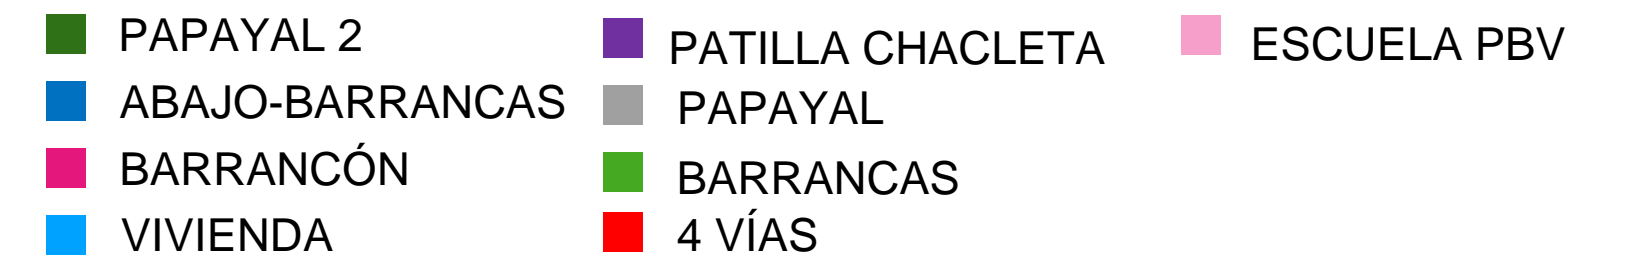 PAPAYAL 2
ABAJO-BARRANCAS
BARRANCÓN
VIVIENDA
PATILLA CHACLETA
PAPAYAL
BARRANCAS
4 VÍAS
ESCUELA PBV